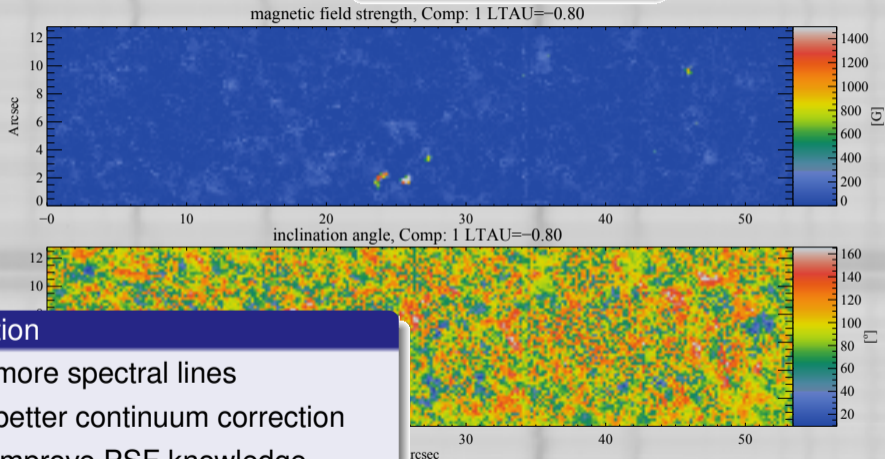 magnetic field strength, Comp: 1 LTAU=−0.80
12
10
8
6
4
2
0
Arcsec
−0 10 20 30 40 50
1400
1200
1000
800
600
400
200
0
[G]
inclination angle, Comp: 1 LTAU=−0.80
12
10
160
140
120
100
80
60
40
20
[°]
30 40 50
more spectral lines
better continuum correction
PSF knowledge